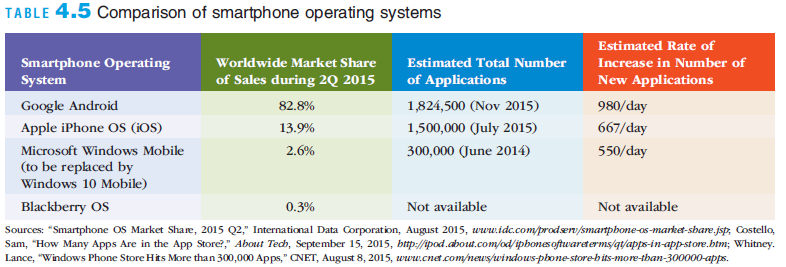 TABLE 4.5 Comparison of smartphone operating systems
Smartphone Operating System
Worldwide Market Share of Sales during 2Q 2015
Estimated Total Number of Applications
Estimated Rate of Increase in Number of New Applications
Google Android 82.8% 1,824,500 (Nov 2015) 980/day
Apple iPhone OS (iOS) 13.9% 1,500,000 (July 2015) 667/day
Microsoft Windows Mobile 2.6% 300,000 (June 2014) 550/day
(to be replaced by
Windows 10 Mobile)
Blackberry OS 0.3% Not available Not available
Sources: “Smartphone OS Market Share, 2015 Q2,” International Data Corporation, August 2015, www.idc.com/prodserv/smartphone-os-market-share.jsp; Costello,
Sam, “How Many Apps Are in the App Store?,” About Tech, September 15, 2015, http://ipod.about.com/od/iphonesoftwareterms/qt/apps-in-app-store.htm; Whitney.
Lance, “Windows Phone Store Hits More than 300,000 Apps,” CNET, August 8, 2015, www.cnet.com/news/windows-phone-store-hits-more-than-300000-apps.